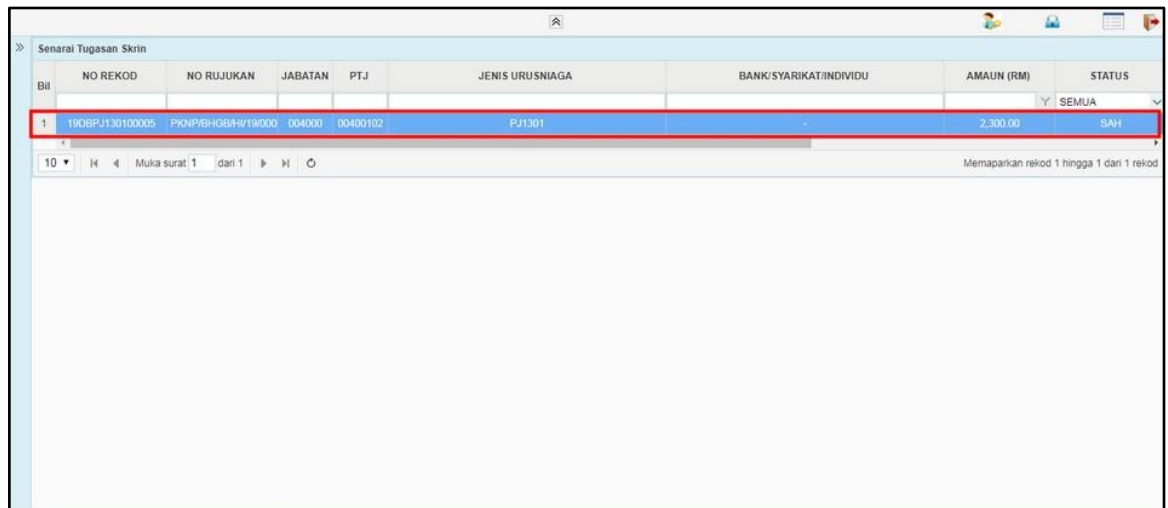 Senarai Tugasan Skrin
Bil NO REKOD NO RUJUKAN JABATAN PTJ JENIS URUSNIAGA BANK/SYARIKAT/INDIVIDU AMAUN (RM) STATUS
SEMUA
1 19DBPJ130100005 PKNP/BHGB/HI/19/000 004000 00400102 PJ1301 - 2,300.00 SAH
10 Muka surat 1 dari 1 Memaparkan rekod 1 hingga 1 dari 1 rekod